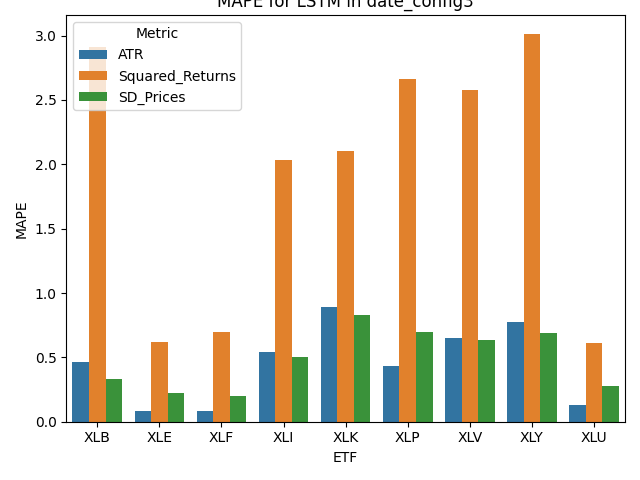 MAPE for LSTM in date_config3
Metric
ATR
Squared_Returns
SD_Prices
3.0
2.5
2.0
1.5
1.0
0.5
0.0
MAPE
XLB XLE XLF XLI XLK XLP XLV XLY XLU
ETF